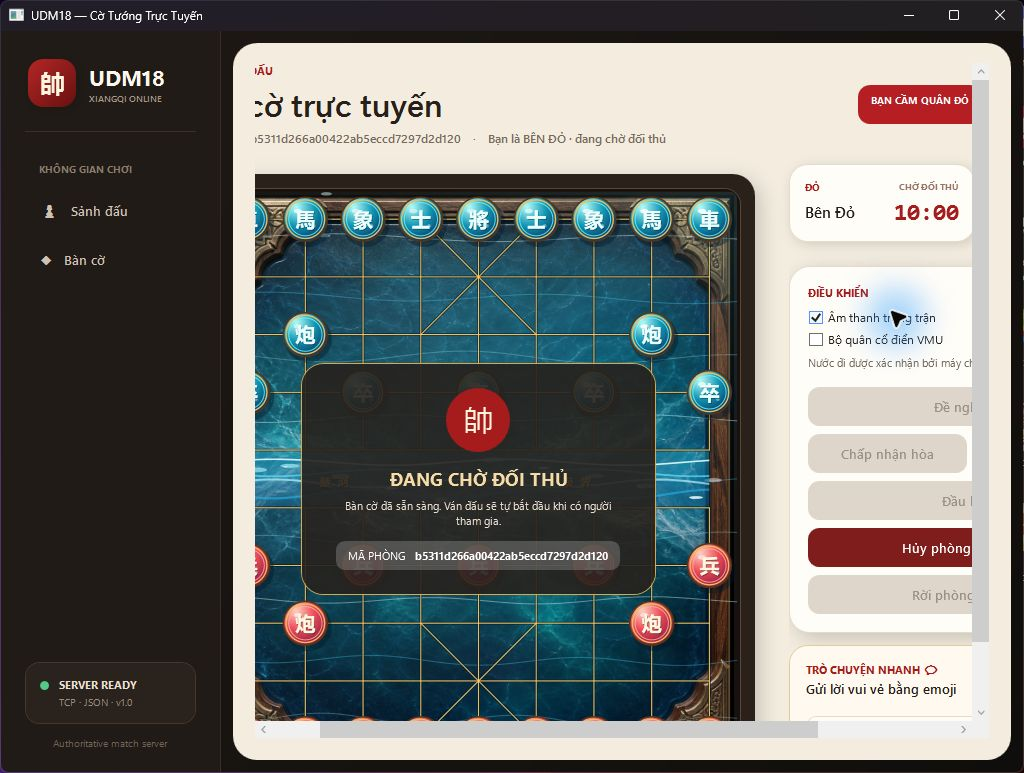 UDM18 — Cờ Tướng Trực Tuyến
帥
UDM18
XIANGQI ONLINE
KHÔNG GIAN CHƠI
Sảnh đấu
Bàn cờ
SERVER READY
TCP · JSON · v1.0
Authoritative match server
ĐẤU
cờ trực tuyến
b5311d266a00422ab5eccd7297d2d120 · Bạn là BÊN ĐỎ · đang chờ đối thủ
BẠN CẦM QUÂN ĐỎ
馬 象 士 將 士 象 馬 車
炮 炮
卒 卒
帥
ĐANG CHỜ ĐỐI THỦ
Bàn cờ đã sẵn sàng. Ván đấu sẽ tự bắt đầu khi có người
tham gia.
MÃ PHÒNG b5311d266a00422ab5eccd7297d2d120
兵 兵
炮 炮
ĐỎ
CHỜ ĐỐI THỦ
Bên Đỏ
10:00
ĐIỀU KHIỂN
Âm thanh trong trận
Bộ quân cổ điển VMU
Nước đi được xác nhận bởi máy ch
Đề ngh
Chấp nhận hòa
Đầu h
Hủy phòng
Rời phòng
TRÒ CHUYỆN NHANH
Gửi lời vui vẻ bằng emoji